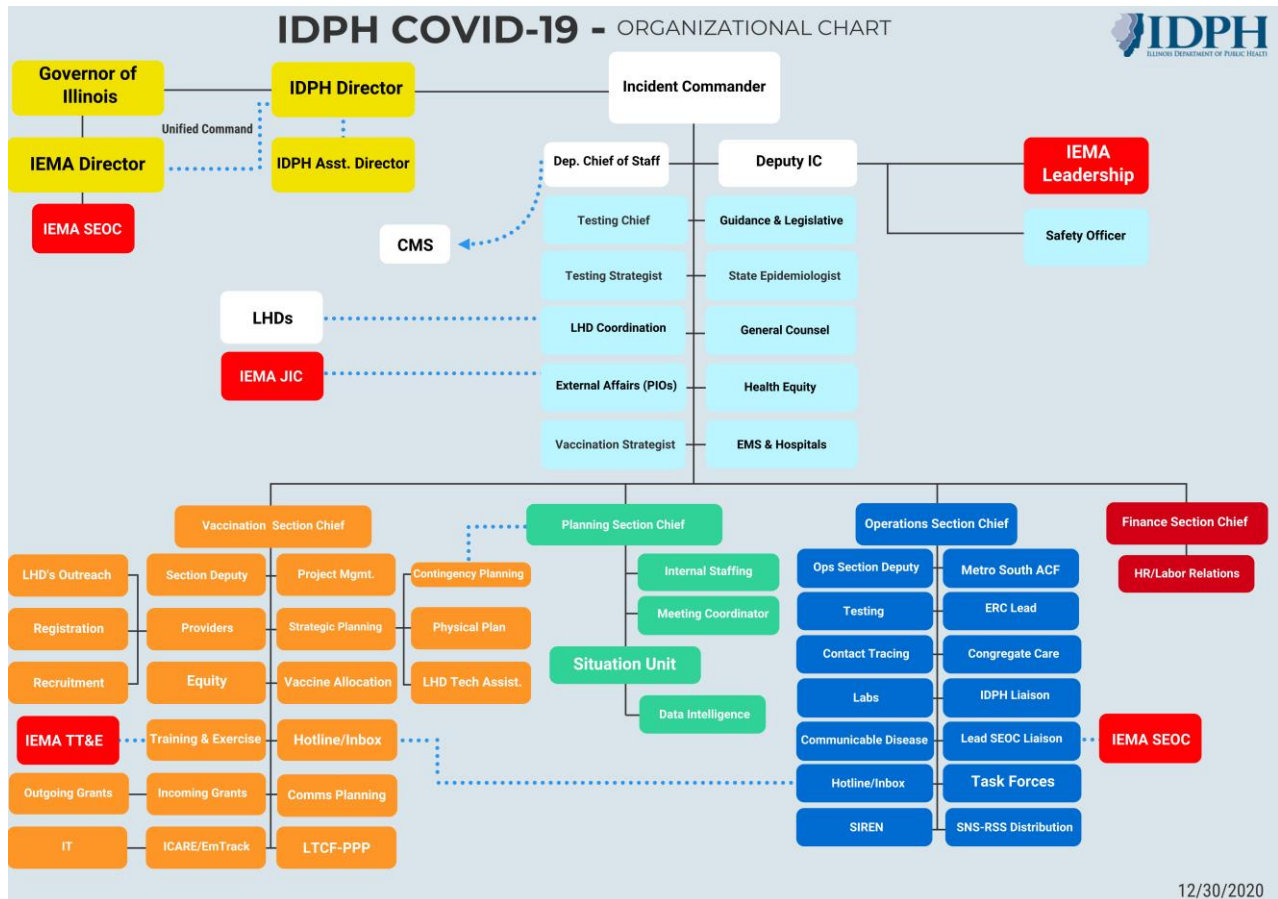 IDPH COVID-19 - ORGANIZATIONAL CHART
IDPH
ILLINOIS DEPARTMENT OF PUBLIC HEALTH
Governor of
Illinois
IDPH Director
Incident Commander
Unified Command
IEMA Director
IDPH Asst. Director
Dep. Chief of Staff
Deputy IC
IEMA
Leadership
IEMA SEOC
CMS
Testing Chief
Guidance & Legislative
Safety Officer
Testing Strategist
State Epidemiologist
LHDs
LHD Coordination
General Counsel
IEMA JIC
External Affairs (PIOs)
Health Equity
Vaccination Strategist
EMS & Hospitals
Vaccination Section Chief
Planning Section Chief
Operations Section Chief
Finance Section Chief
LHD's Outreach
Section Deputy
Project Mgmt.
Contingency Planning
Internal Staffing
Ops Section Deputy
Metro South ACF
HR/Labor Relations
Registration
Providers
Strategic Planning
Physical Plan
Meeting Coordinator
Testing
ERC Lead
Recruitment
Equity
Vaccine Allocation
LHD Tech Assist.
Situation Unit
Contact Tracing
Congregate Care
Labs
IDPH Liaison
Data Intelligence
IEMA TT&E
Training & Exercise
Hotline/Inbox
Communicable Disease
Lead SEOC Liaison
IEMA SEOC
Outgoing Grants
Incoming Grants
Comms Planning
Hotline/Inbox
Task Forces
IT
ICARE/EmTrack
LTCF-PPP
SIREN
SNS-RSS Distribution
12/30/2020